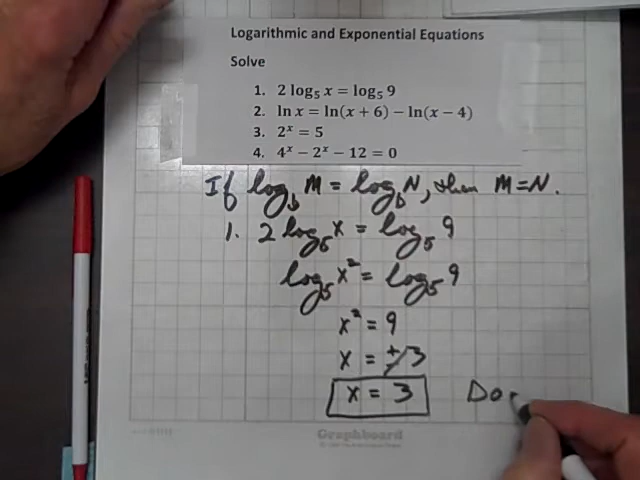 Logarithmic and Exponential Equations
Solve
1. 2 log₅ x = log₅ 9
2. ln x = ln(x + 6) − ln(x − 4)
3. 2ˣ = 5
4. 4ˣ − 2ˣ − 12 = 0
If log_b M = log_b N, then M = N.
1. 2 log₅ x = log₅ 9
log₅ x² = log₅ 9
x² = 9
x = ±3
x = 3 Do
Graphboard